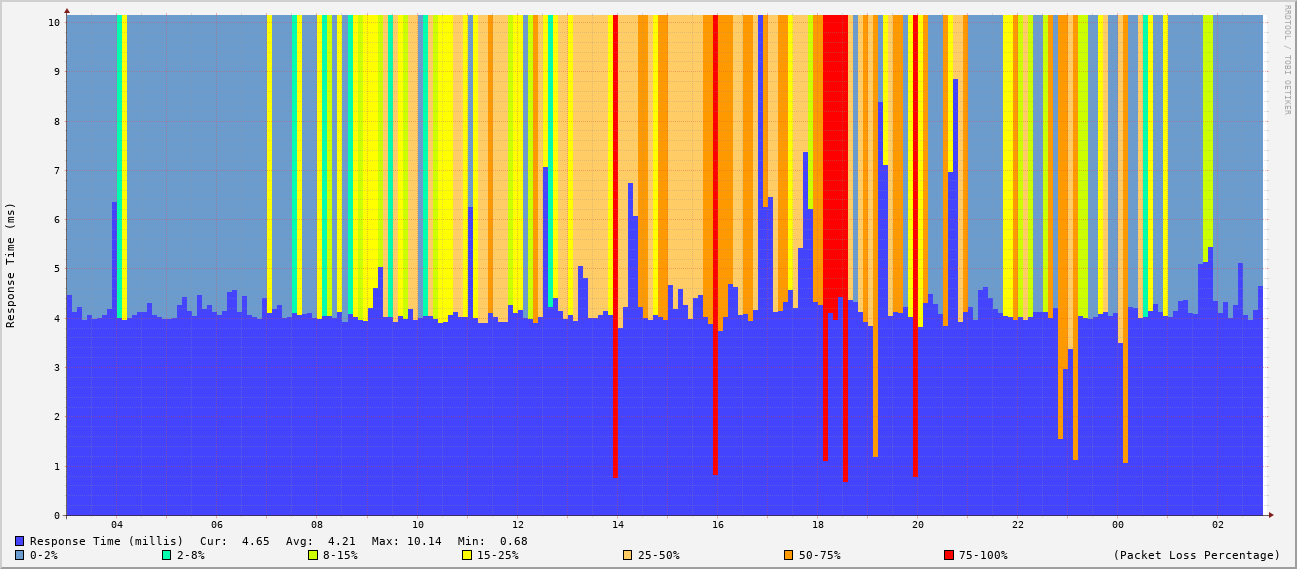 RRDTOOL / TOBI OETIKER
Response Time (ms)
10
9
8
7
6
5
4
3
2
1
0
04 06 08 10 12 14 16 18 20 22 00 02
Response Time (millis) Cur: 4.65 Avg: 4.21 Max: 10.14 Min: 0.68
0-2% 2-8% 8-15% 15-25% 25-50% 50-75% 75-100% (Packet Loss Percentage)